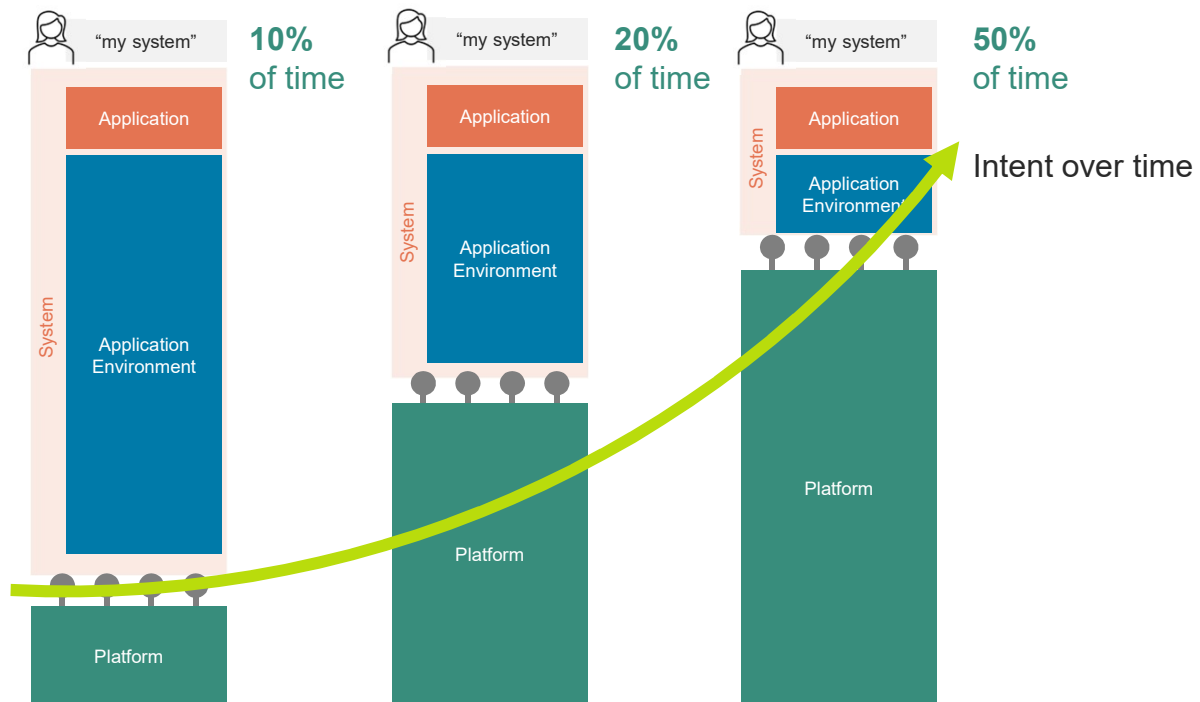 “my system”
10%
of time
System
Application
Application
Environment
Platform
“my system”
20%
of time
System
Application
Application
Environment
Platform
“my system”
50%
of time
System
Application
Application
Environment
Platform
Intent over time